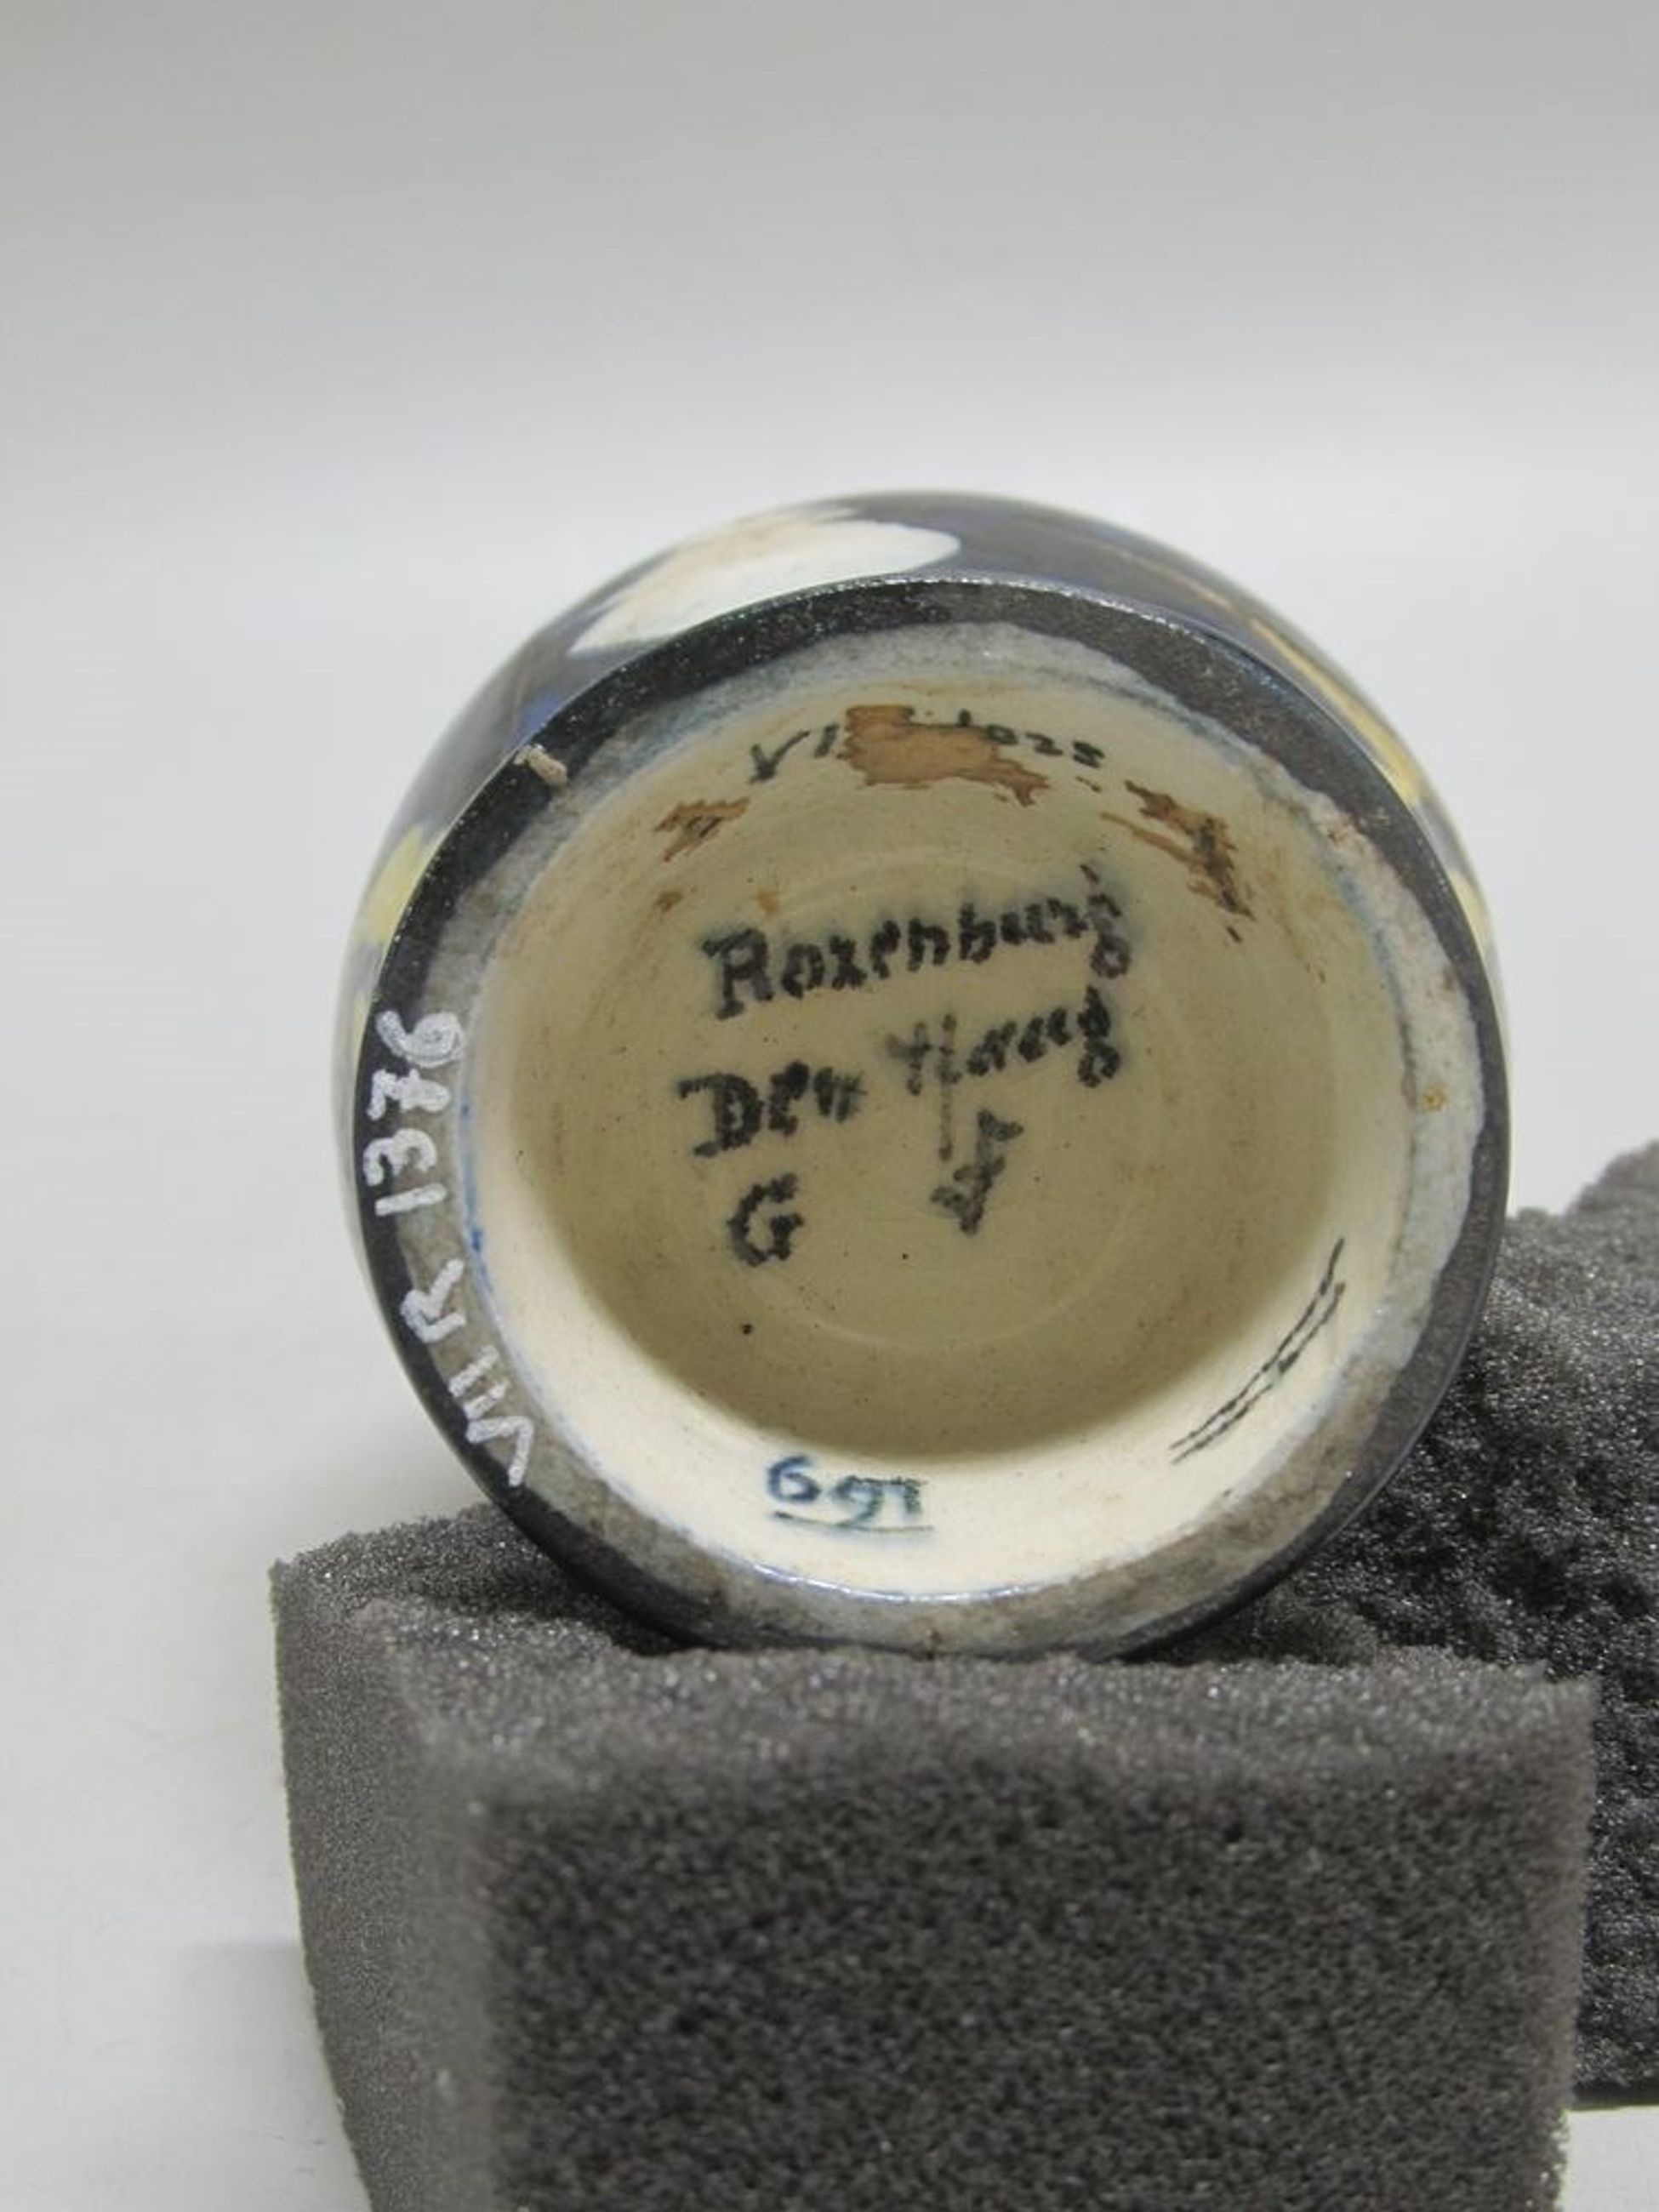 Rozenburg
Den Haag
G
691
VII R 1376